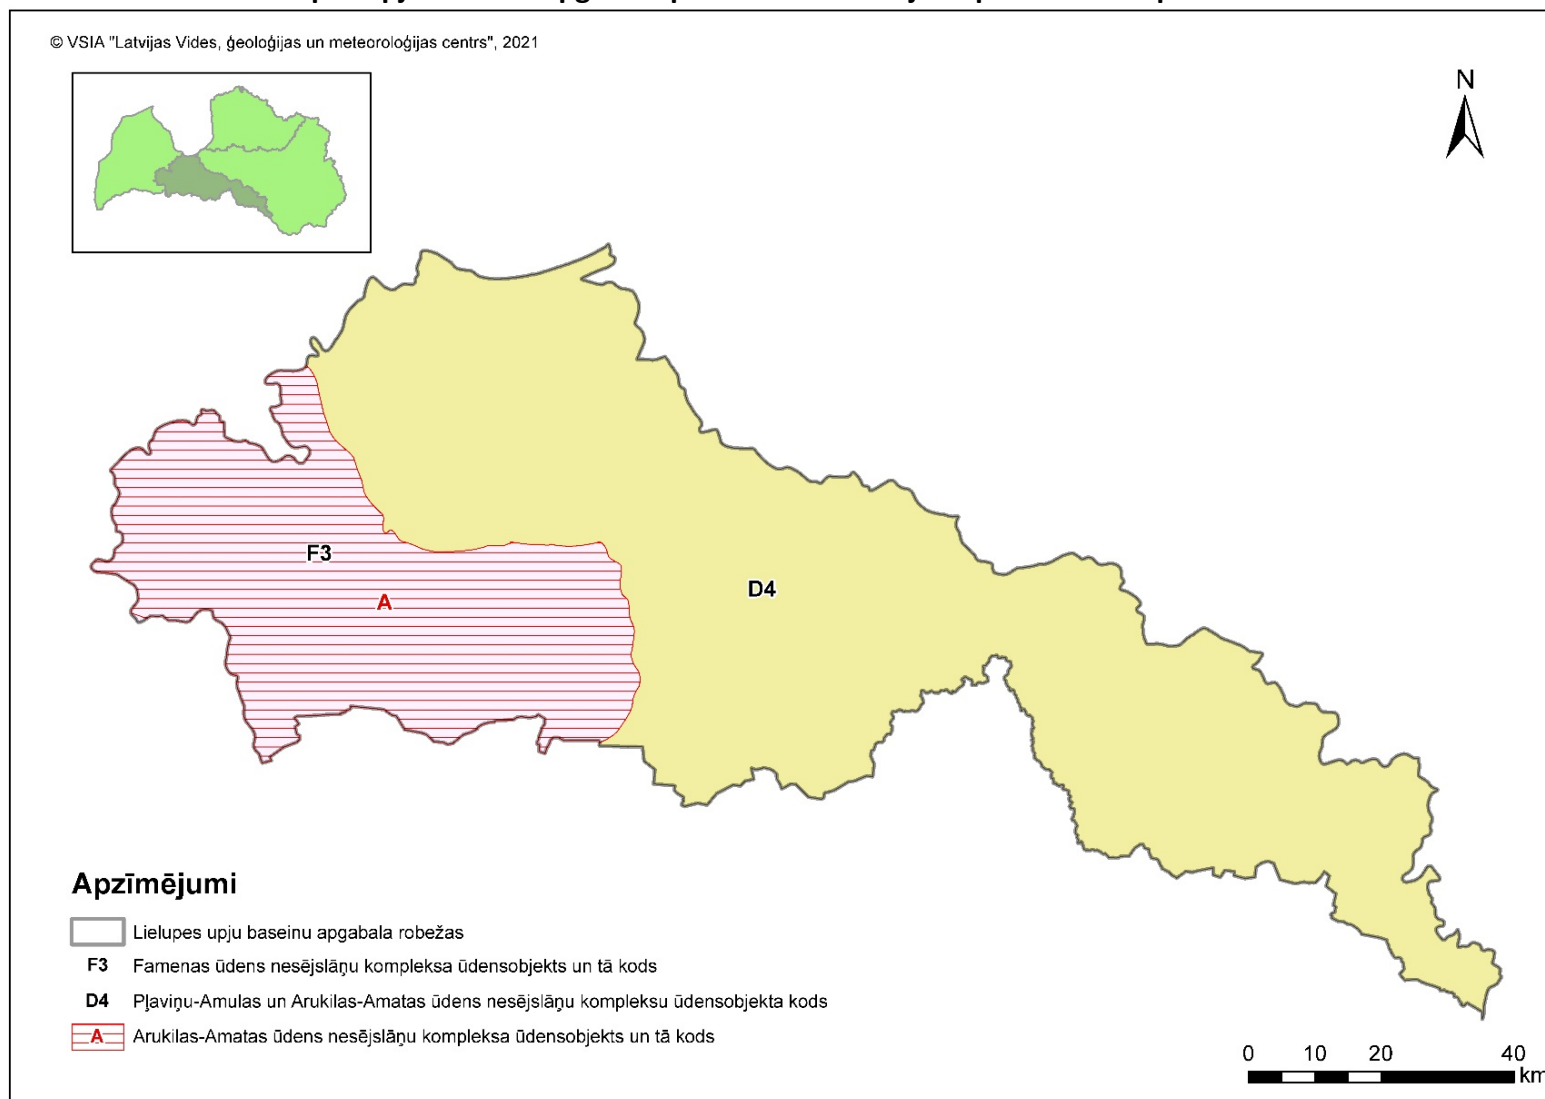 © VSIA "Latvijas Vides, ģeoloģijas un meteoroloģijas centrs", 2021
N
F3
A
D4
Apzīmējumi
Lielupes upju baseinu apgabala robežas
F3 Famenas ūdens nesējslāņu kompleksa ūdensobjekts un tā kods
D4 Pļaviņu-Amulas un Arukilas-Amatas ūdens nesējslāņu kompleksu ūdensobjekta kods
A Arukilas-Amatas ūdens nesējslāņu kompleksa ūdensobjekts un tā kods
0 10 20 40
km